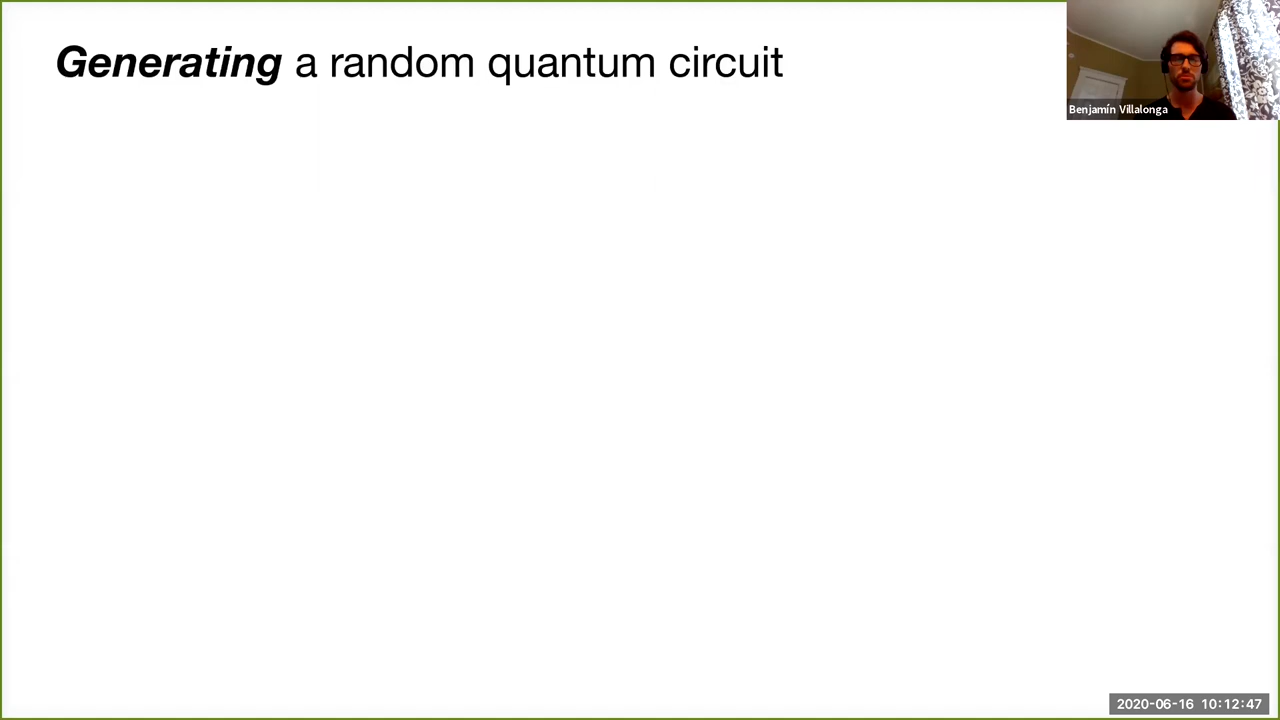 Generating a random quantum circuit
Benjamín Villalonga
2020-06-16 10:12:47